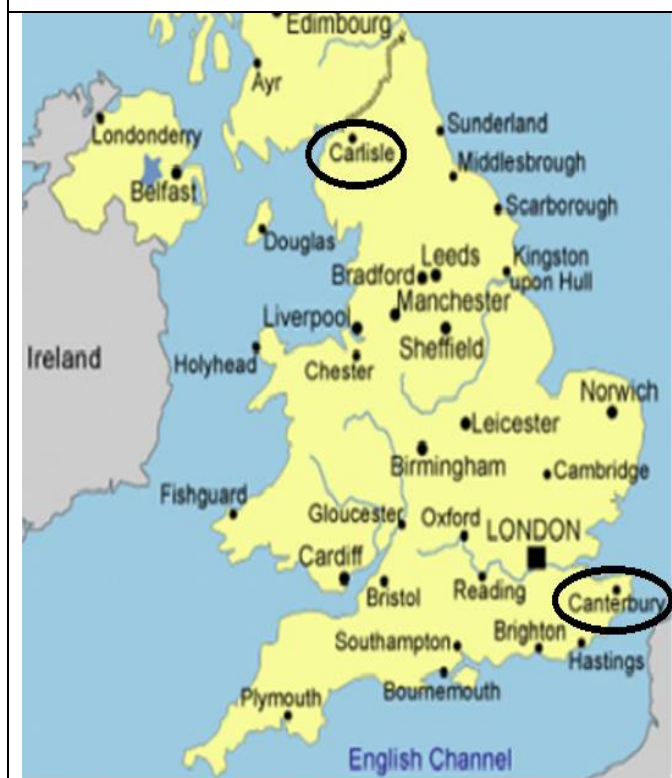 Edimbourg
Ayr
Londonderry
Sunderland
Carlisle
Middlesbrough
Belfast
Scarborough
Douglas
Leeds
Kingston
upon Hull
Bradford
Manchester
Liverpool
Sheffield
Ireland
Holyhead
Chester
Norwich
Leicester
Birmingham
Cambridge
Fishguard
Gloucester
Oxford
LONDON
Cardiff
Bristol
Reading
Canterbury
Southampton
Brighton
Hastings
Bournemouth
Plymouth
English Channel